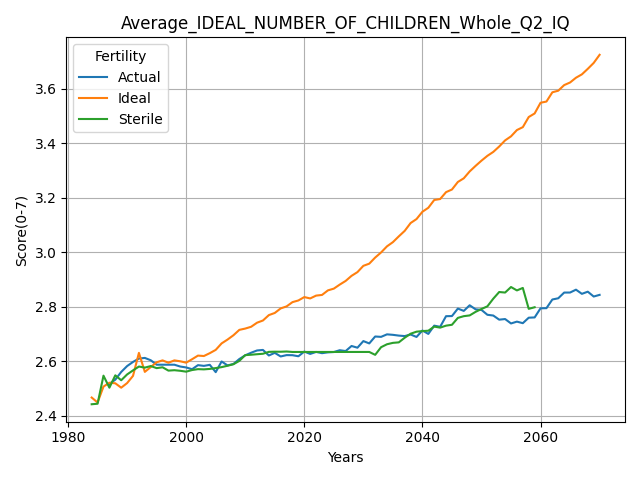 Average_IDEAL_NUMBER_OF_CHILDREN_Whole_Q2_IQ
Fertility
Actual
Ideal
Sterile
Score(0-7)
3.6
3.4
3.2
3.0
2.8
2.6
2.4
1980
2000
2020
2040
2060
Years